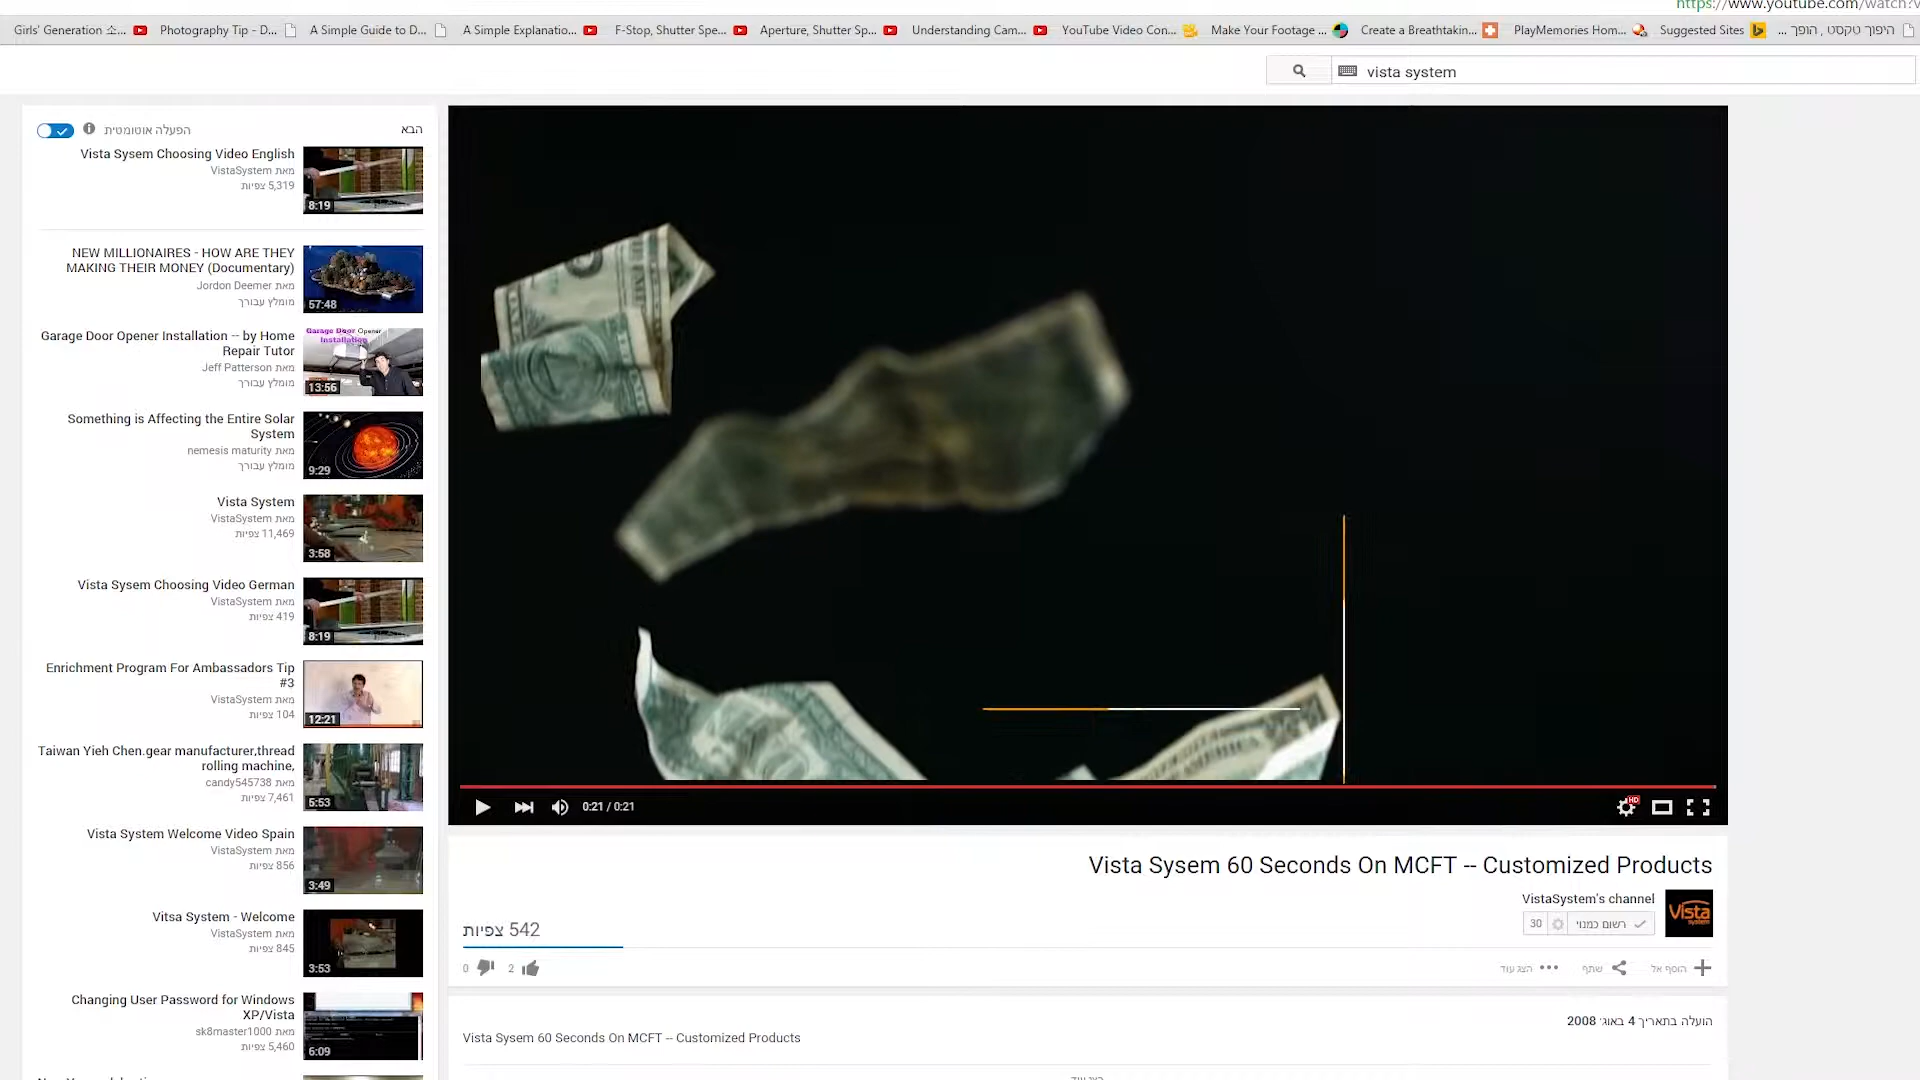 https://www.youtube.com/watch?v
Girls' Generation 소...
Photography Tip - D...
A Simple Guide to D...
A Simple Explanatio...
F-Stop, Shutter Spe...
Aperture, Shutter Sp...
Understanding Cam...
YouTube Video Con...
Make Your Footage ...
Create a Breathtakin...
PlayMemories Hom...
Suggested Sites
היפוך טקסט , הופך ...
vista system
הבא
הפעלה אוטומטית
Vista Sysem Choosing Video English
מאת VistaSystem
5,319 צפיות
8:19
NEW MILLIONAIRES - HOW ARE THEY
MAKING THEIR MONEY (Documentary)
מאת Jordon Deemer
מומלץ עבורך
57:48
Garage Door Opener Installation -- by Home
Repair Tutor
מאת Jeff Patterson
מומלץ עבורך
Garage Door Opener
Installation
13:56
Something is Affecting the Entire Solar
System
מאת nemesis maturity
מומלץ עבורך
9:29
Vista System
מאת VistaSystem
11,469 צפיות
3:58
Vista Sysem Choosing Video German
מאת VistaSystem
419 צפיות
8:19
Enrichment Program For Ambassadors Tip
#3
מאת VistaSystem
104 צפיות
12:21
Taiwan Yieh Chen.gear manufacturer,thread
rolling machine,
מאת candy545738
7,461 צפיות
5:53
Vista System Welcome Video Spain
מאת VistaSystem
856 צפיות
3:49
Vitsa System - Welcome
מאת VistaSystem
845 צפיות
3:53
Changing User Password for Windows
XP/Vista
מאת sk8master1000
5,460 צפיות
6:09
0:21 / 0:21
HD
Vista Sysem 60 Seconds On MCFT -- Customized Products
VistaSystem's channel
Vista
system
רשום כמנוי
30
542 צפיות
הוסף אל
שתף
הצג עוד
2
0
הועלה בתאריך 4 באוג׳ 2008
Vista Sysem 60 Seconds On MCFT -- Customized Products
הצג עוד